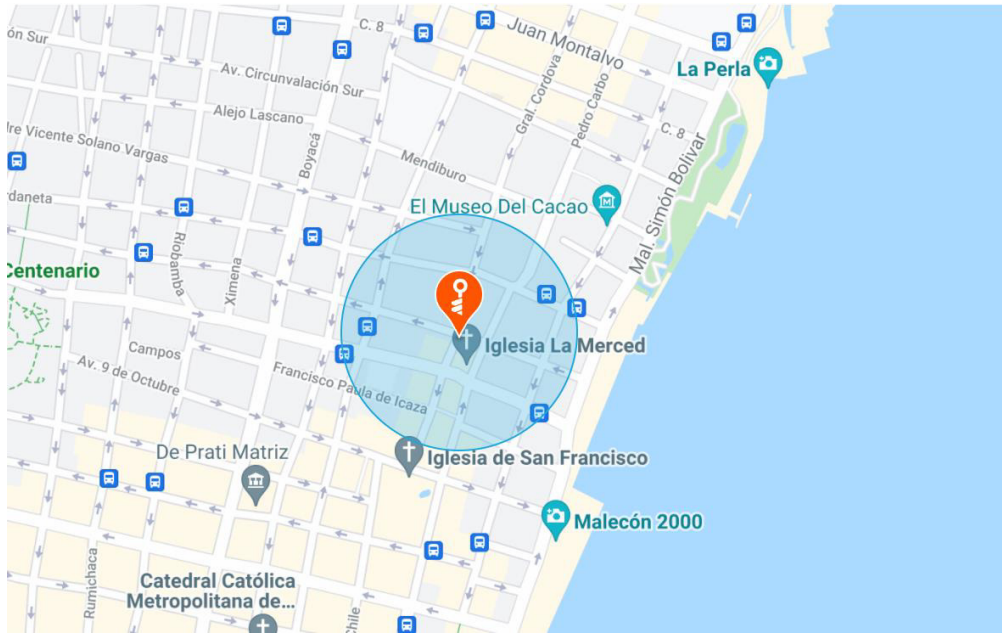 C. 8
Juan Montalvo
ón Sur
La Perla
Av. Circunvalación Sur
Gral. Cordova
Pedro Carbo
Alejo Lascano
C. 8
dre Vicente Solano Vargas
Boyacá
Mendiburo
Mal. Simón Bolivar
rdaneta
El Museo Del Cacao
Riobamba
Ximena
Centenario
Iglesia La Merced
Campos
Av. 9 de Octubre
Francisco Paula de Icaza
De Prati Matriz
Iglesia de San Francisco
Malecón 2000
Rumichaca
Catedral Católica
Metropolitana de...
Chile